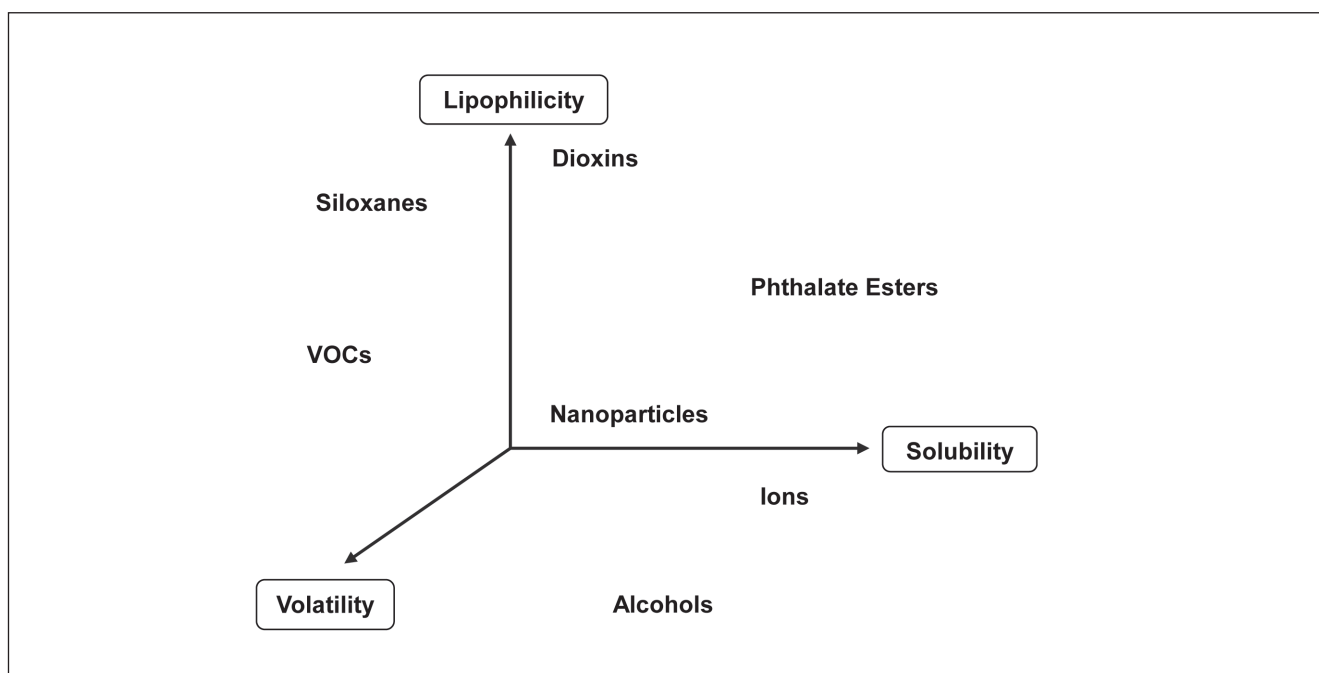 Lipophilicity
Dioxins
Siloxanes
Phthalate Esters
VOCs
Nanoparticles
Solubility
Ions
Volatility
Alcohols